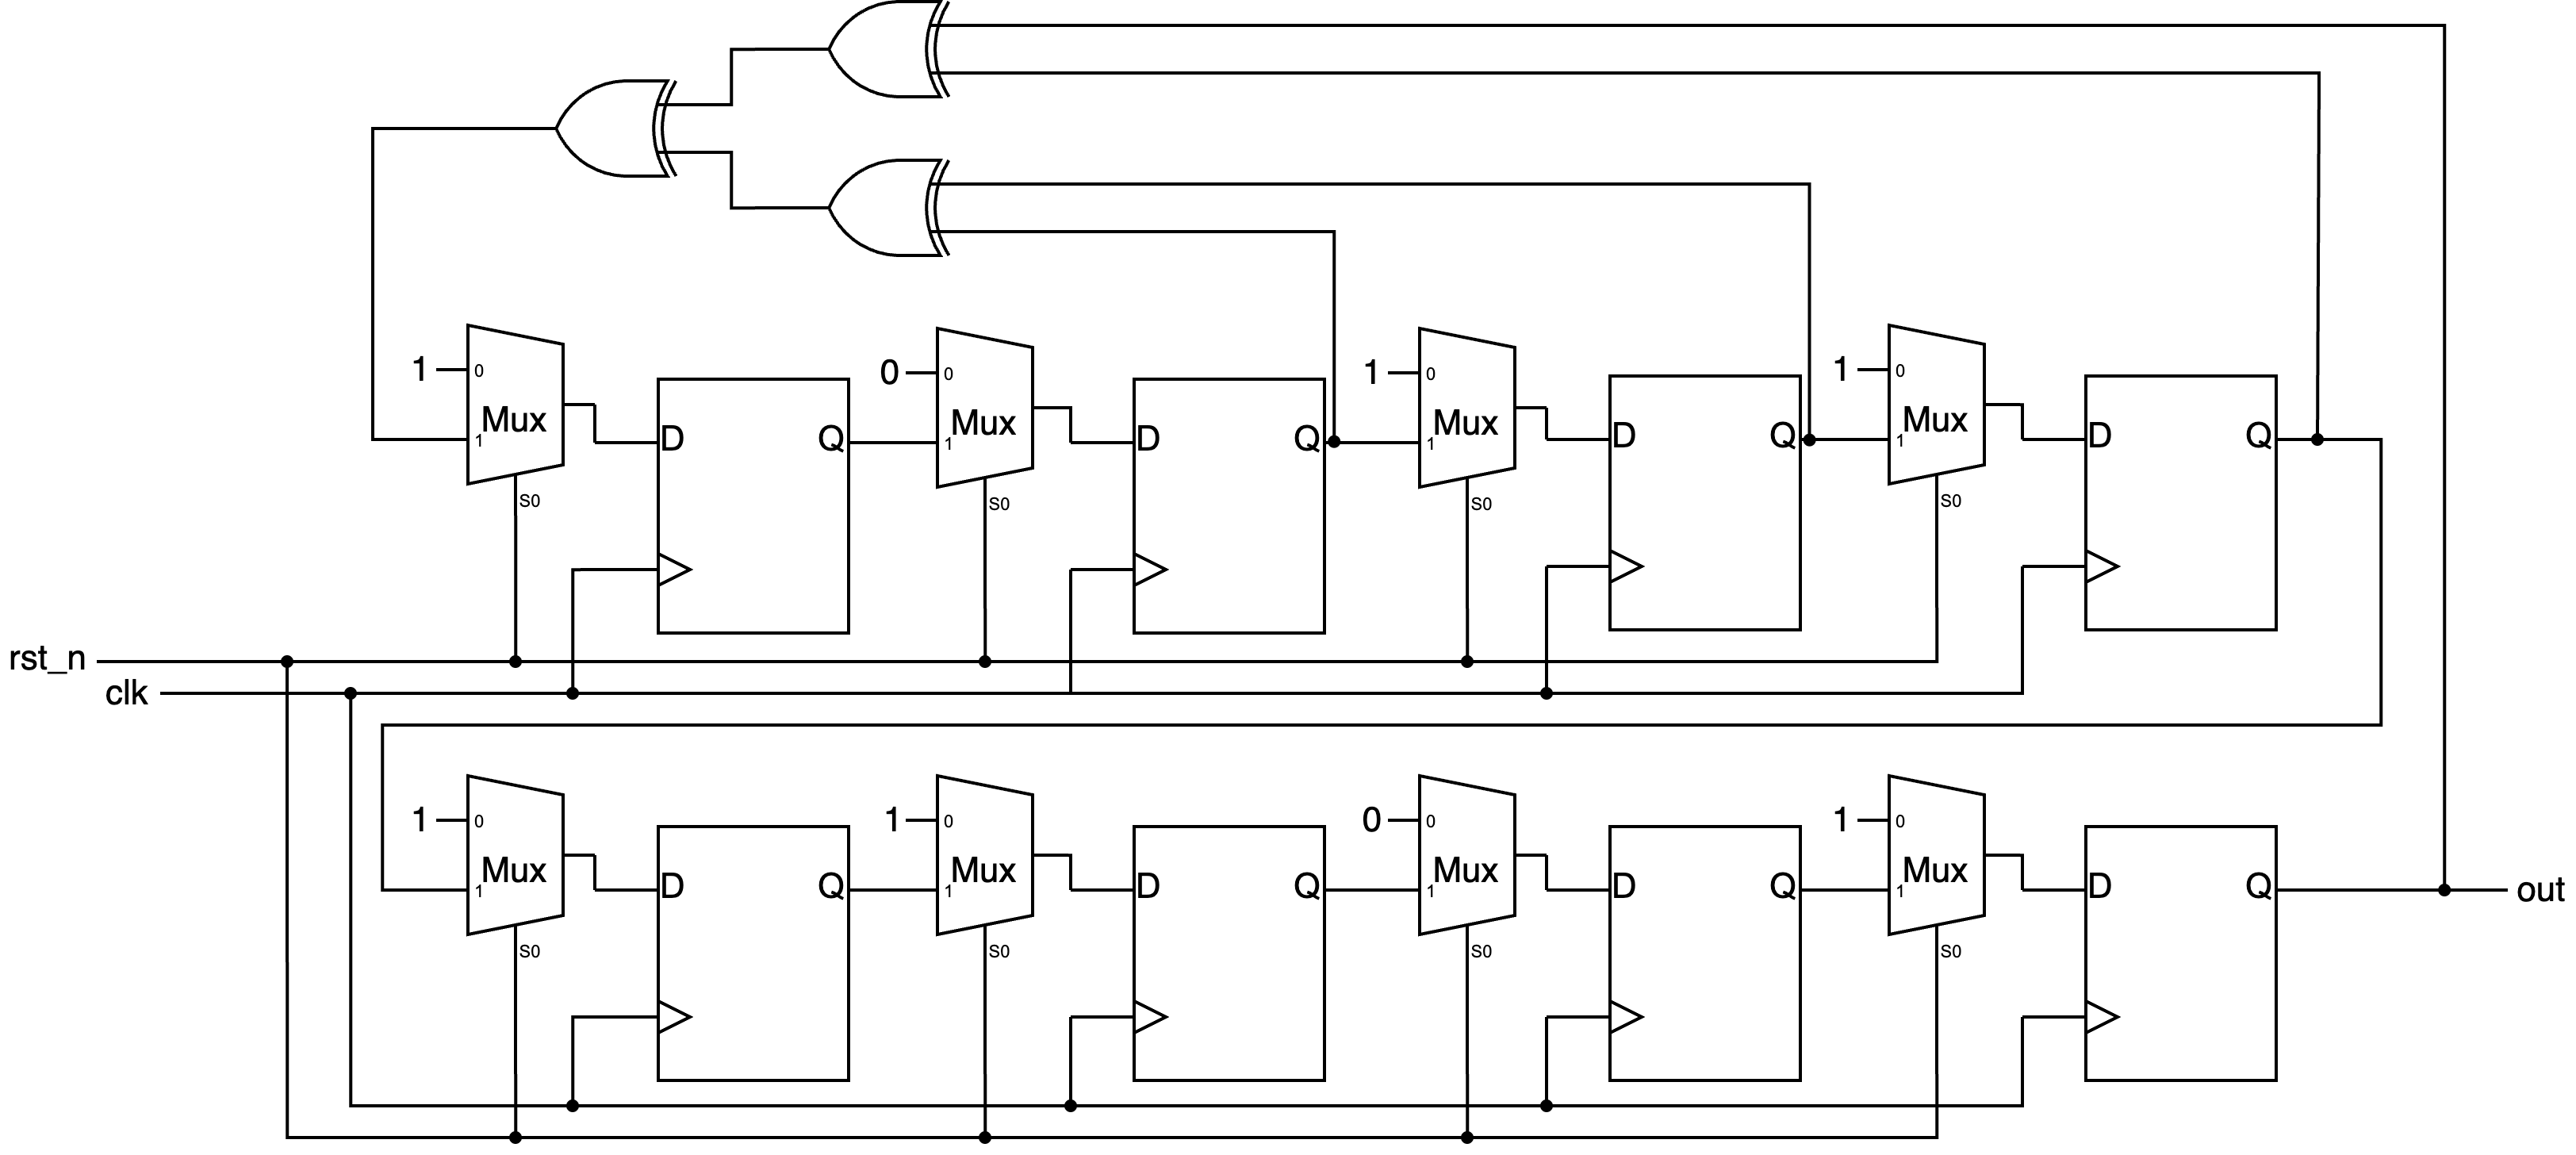 1 0 0 0 1 0 1 0
Mux D Q Mux D Q Mux D Q Mux D Q
1 1 1 1
S0 S0 S0 S0
rst_n
clk
1 0 1 0 0 0 1 0
Mux D Q Mux D Q Mux D Q Mux D Q out
1 1 1 1
S0 S0 S0 S0